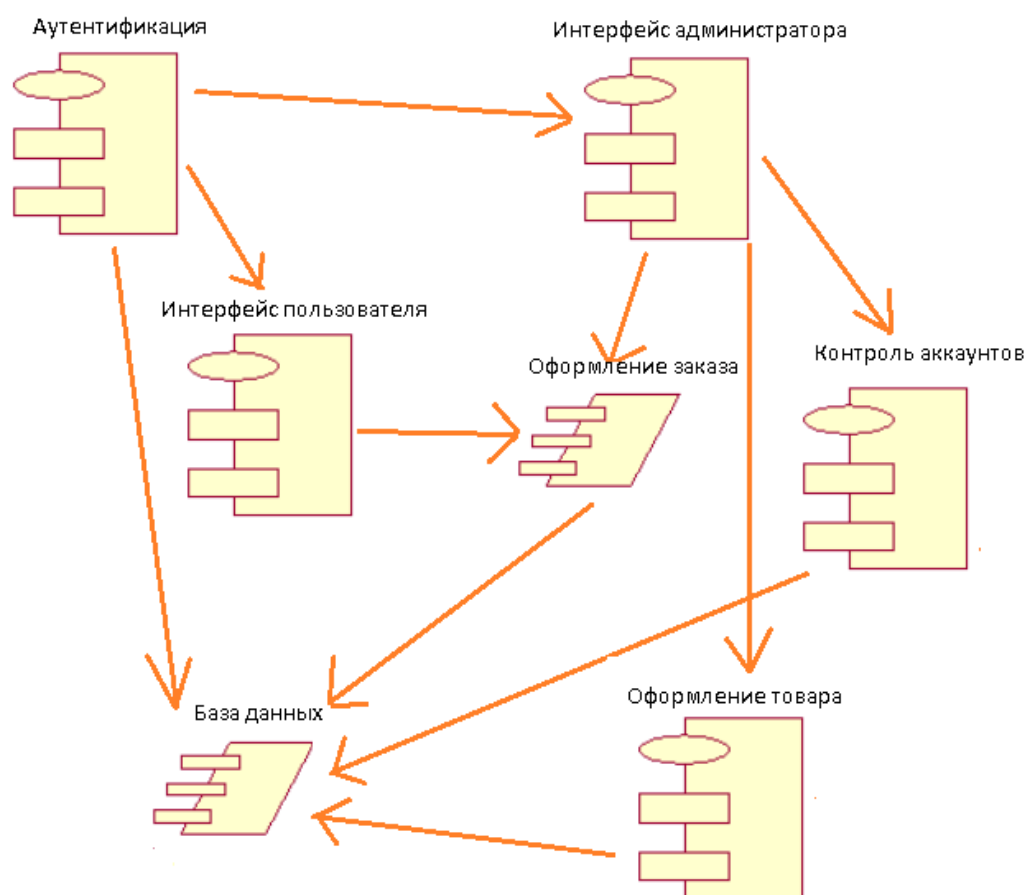 Аутентификация
Интерфейс администратора
Интерфейс пользователя
Оформление заказа
Контроль аккаунтов
Оформление товара
База данных